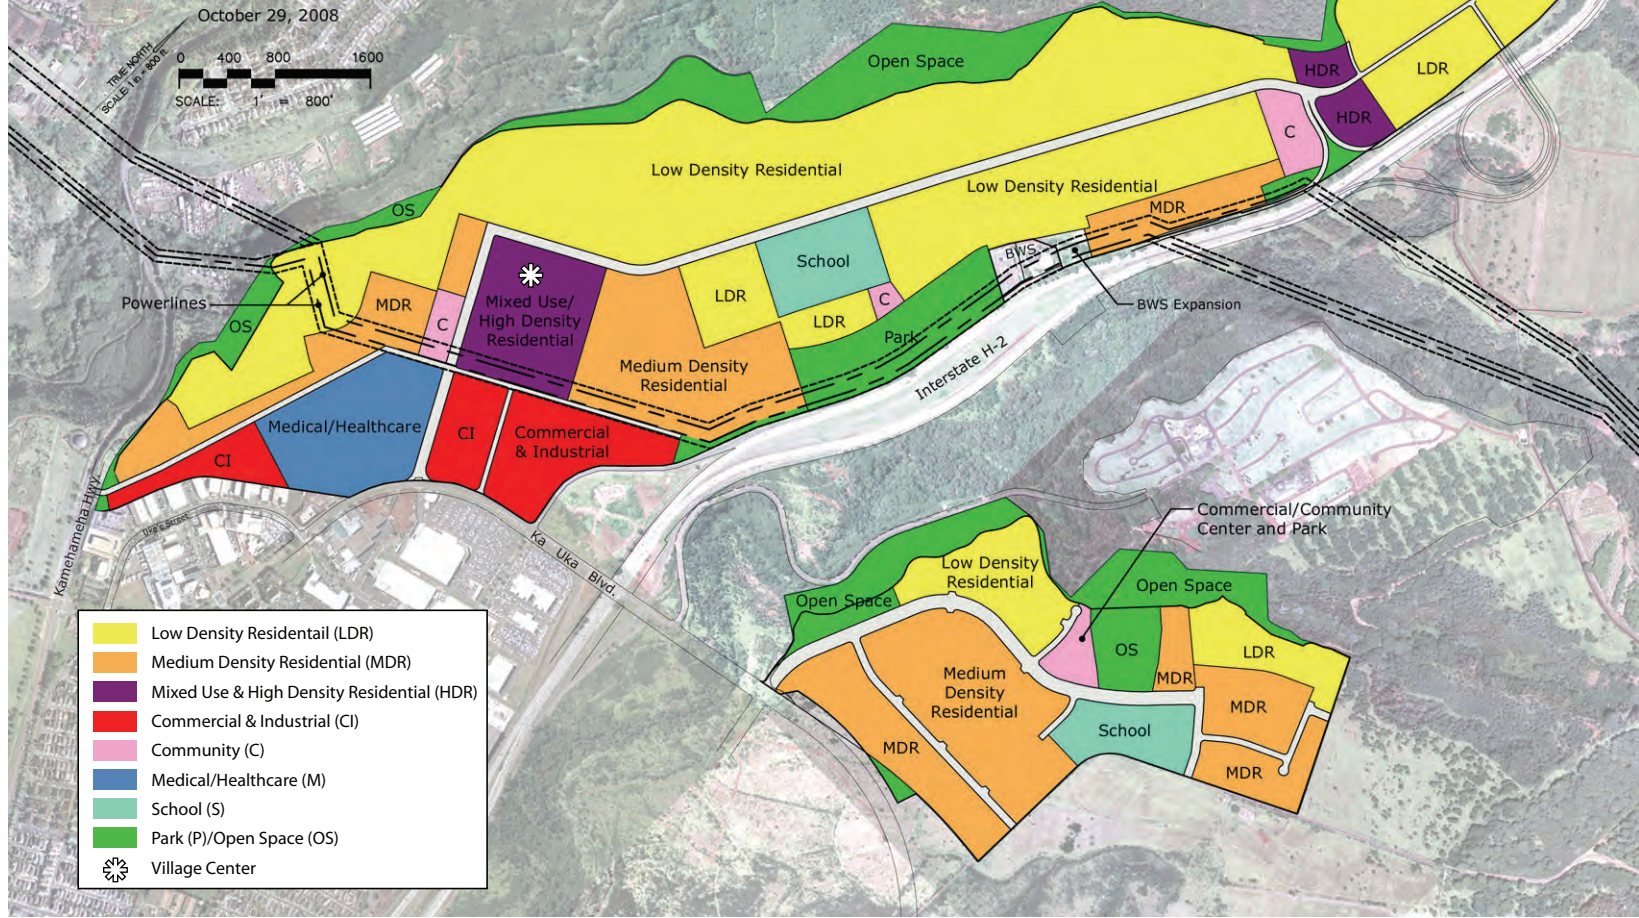 October 29, 2008
TRUE NORTH
SCALE: 1 in = 800 ft.
0 400 800 1600
SCALE: 1' = 800'
Open Space
HDR
LDR
HDR
C
Low Density Residential
Low Density Residential
MDR
OS
School
BWS
BWS Expansion
Powerlines
OS
MDR
C
Mixed Use/
High Density
Residential
LDR
C
LDR
Park
Medium Density
Residential
Interstate H-2
Medical/Healthcare
CI
CI
Commercial
& Industrial
Kamehameha Hwy.
Uke'e Street
Ka Uka Blvd.
Commercial/Community
Center and Park
Low Density
Residential
Open Space
Open Space
OS
MDR
LDR
Medium
Density
Residential
MDR
School
MDR
MDR
Low Density Residentail (LDR)
Medium Density Residential (MDR)
Mixed Use & High Density Residential (HDR)
Commercial & Industrial (CI)
Community (C)
Medical/Healthcare (M)
School (S)
Park (P)/Open Space (OS)
Village Center